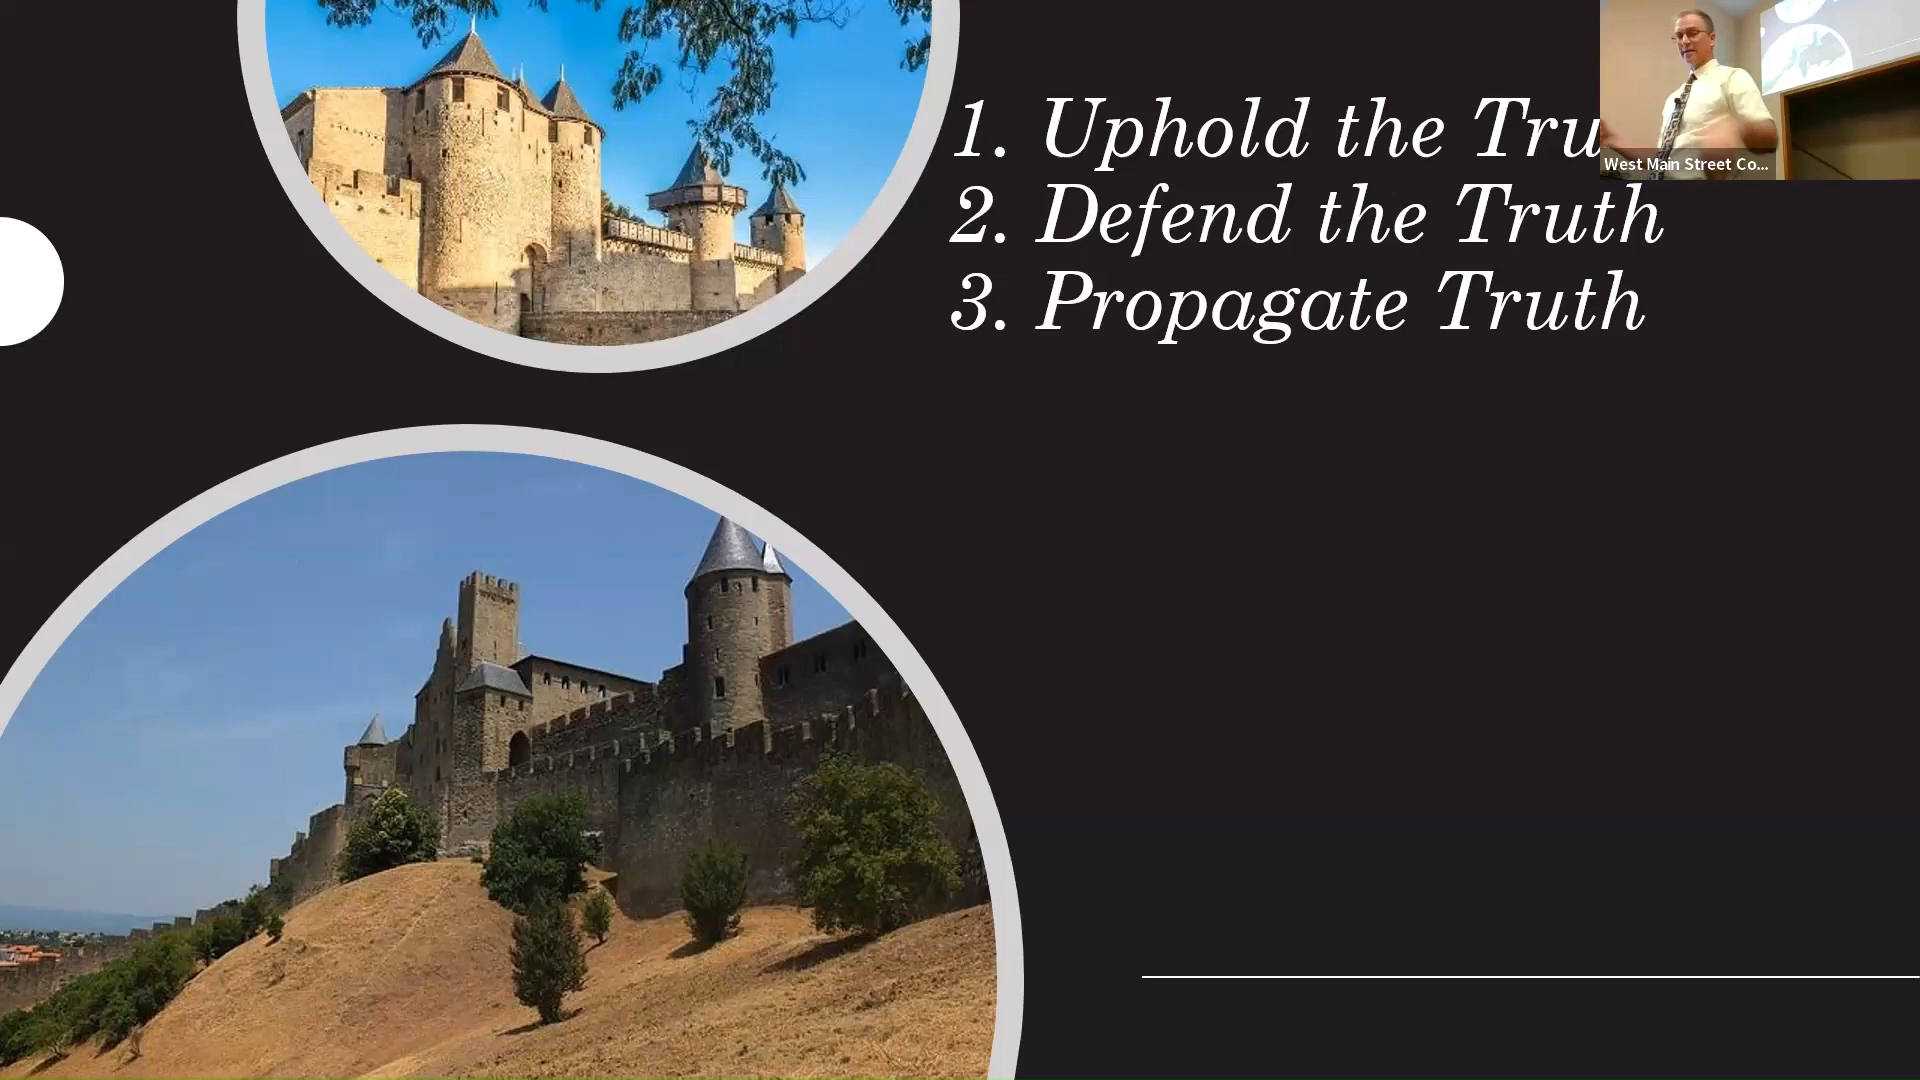 1. Uphold the Tru
2. Defend the Truth
3. Propagate Truth
West Main Street Co...